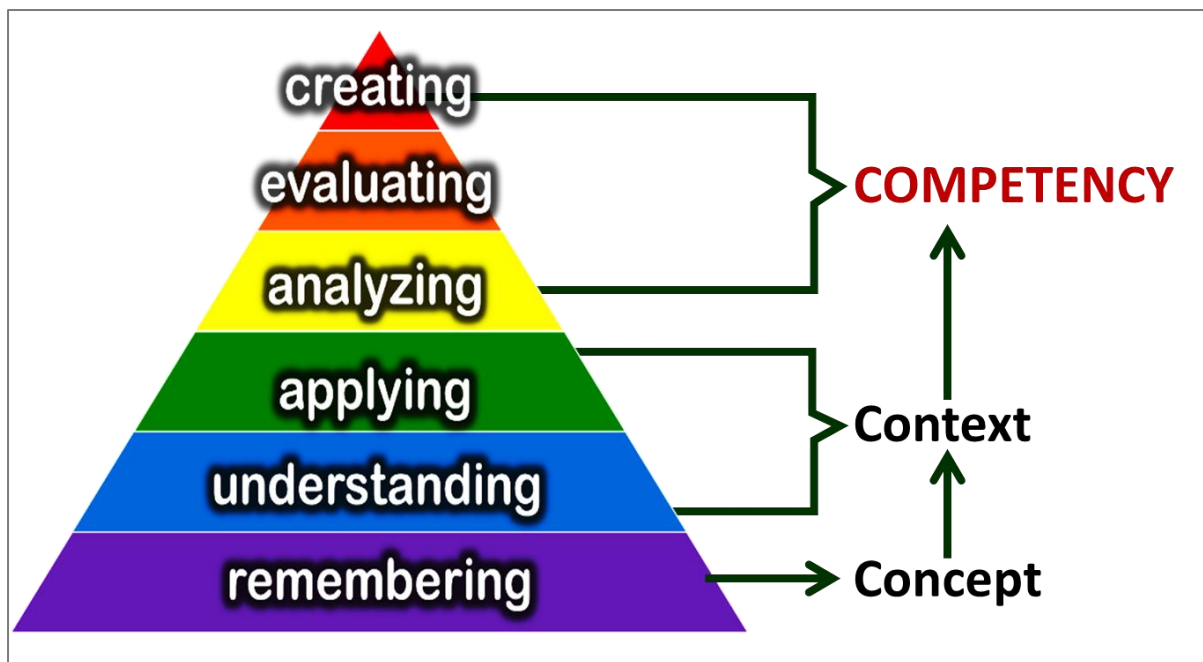 creating
evaluating
COMPETENCY
analyzing
applying
Context
understanding
remembering
Concept